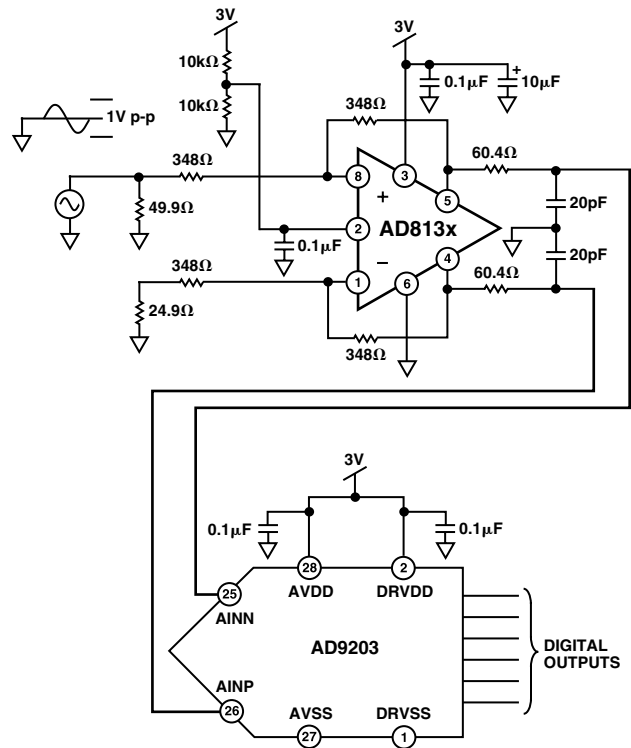 3V
3V
10kΩ
0.1μF
+
10μF
10kΩ
1V p-p
348Ω
348Ω
60.4Ω
8
3
5
+
20pF
49.9Ω
2
AD813x
0.1μF
20pF
348Ω
–
4
60.4Ω
1
6
24.9Ω
348Ω
3V
0.1μF
0.1μF
28
2
25
AVDD
DRVDD
AINN
AD9203
DIGITAL
OUTPUTS
AINP
26
AVSS
DRVSS
27
1